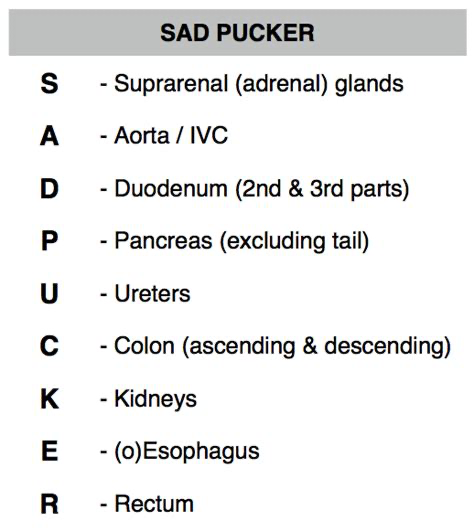 SAD PUCKER
S - Suprarenal (adrenal) glands
A - Aorta / IVC
D - Duodenum (2nd & 3rd parts)
P - Pancreas (excluding tail)
U - Ureters
C - Colon (ascending & descending)
K - Kidneys
E - (o)Esophagus
R - Rectum